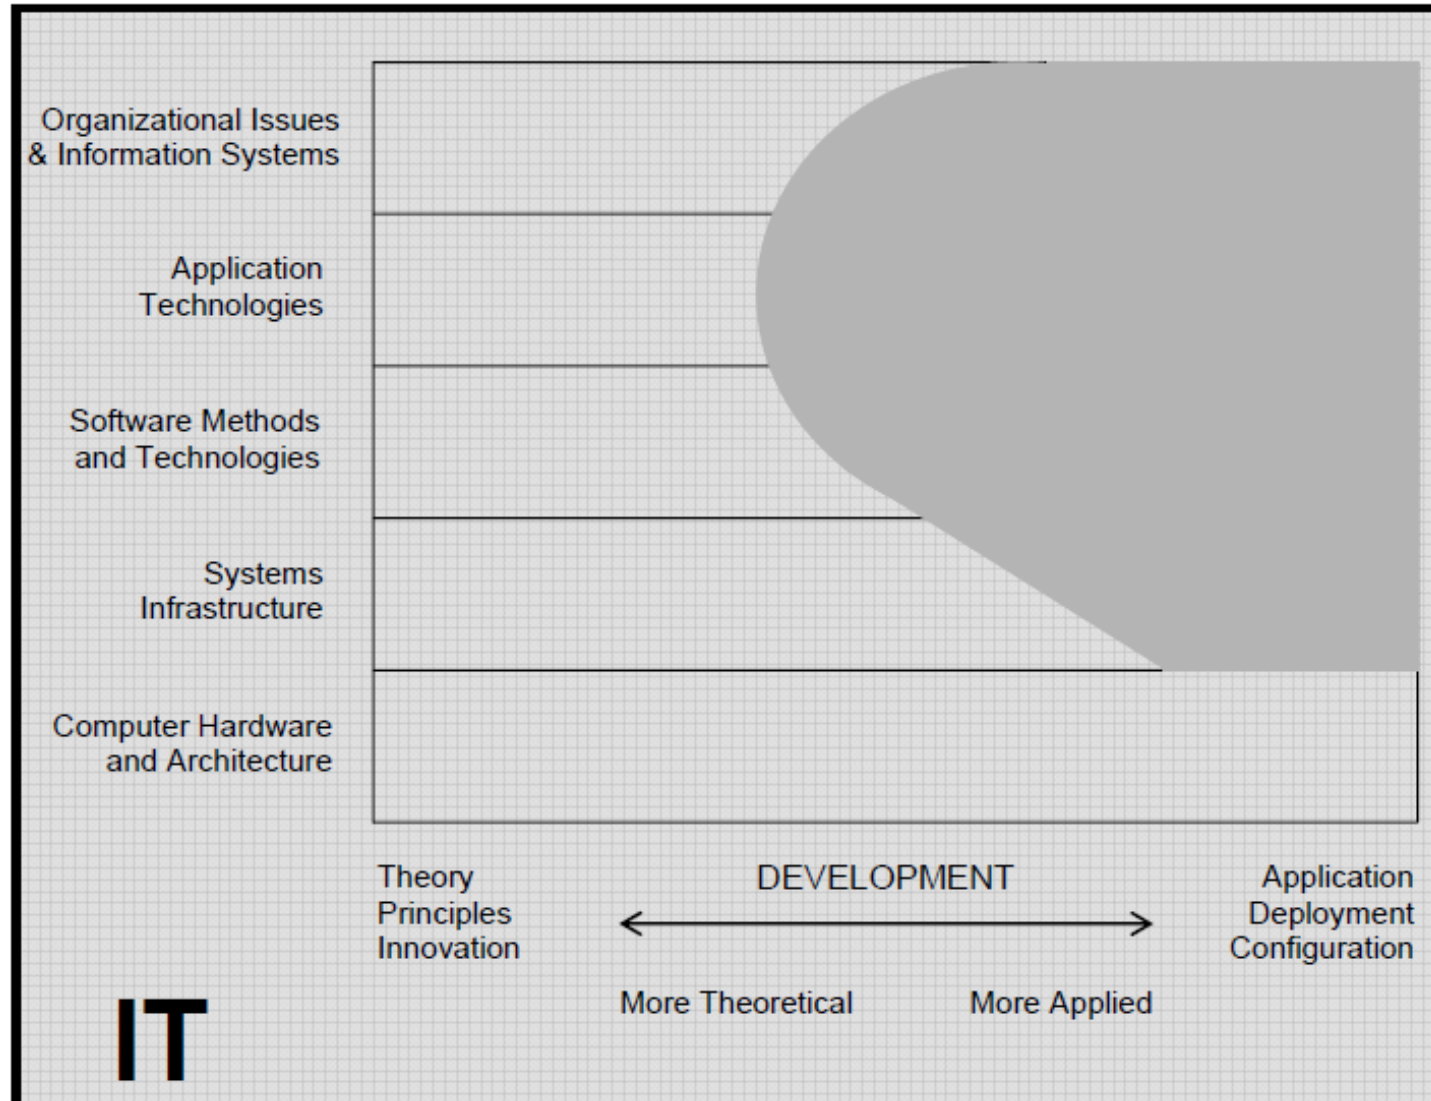 Organizational Issues
& Information Systems
Application
Technologies
Software Methods
and Technologies
Systems
Infrastructure
Computer Hardware
and Architecture
Theory
Principles
Innovation
DEVELOPMENT
Application
Deployment
Configuration
More Theoretical
More Applied
IT